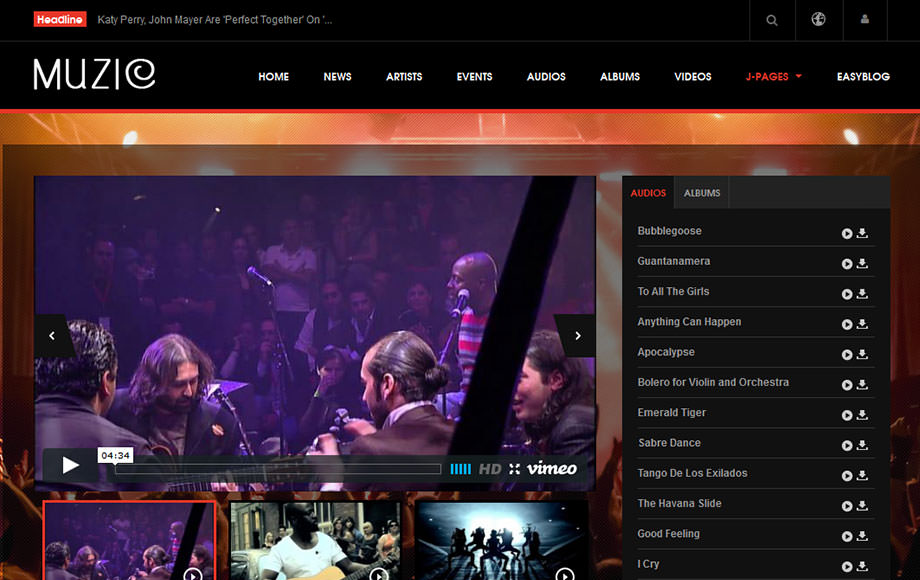 Headline Katy Perry, John Mayer Are 'Perfect Together' On '...
MUZIC
HOME NEWS ARTISTS EVENTS AUDIOS ALBUMS VIDEOS J-PAGES EASYBLOG
AUDIOS ALBUMS
Bubblegoose
Guantanamera
To All The Girls
Anything Can Happen
Apocalypse
Bolero for Violin and Orchestra
Emerald Tiger
Sabre Dance
Tango De Los Exilados
The Havana Slide
Good Feeling
I Cry
04:34
HD vimeo